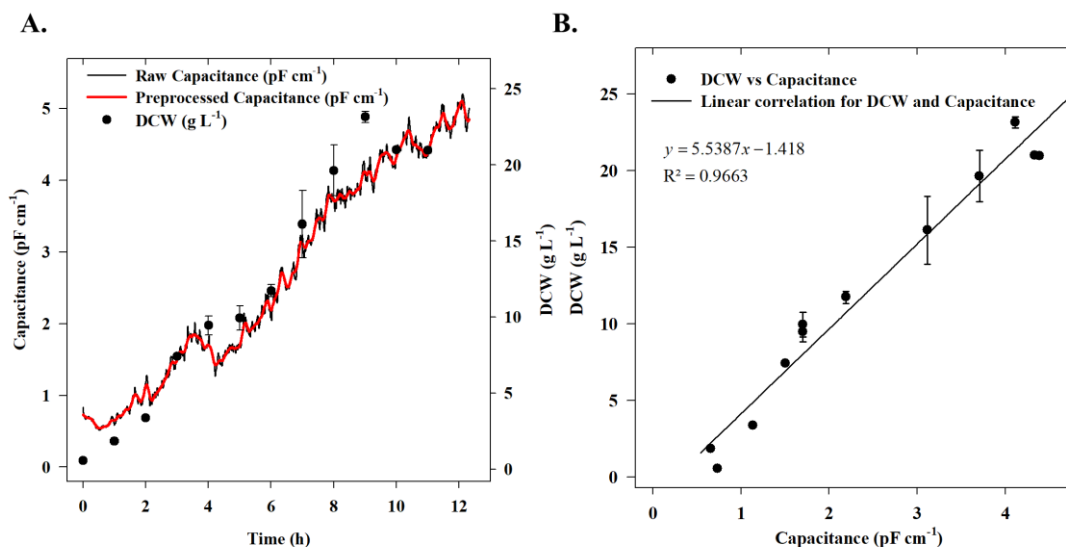 A.
Raw Capacitance (pF cm⁻¹)
Preprocessed Capacitance (pF cm⁻¹)
DCW (g L⁻¹)
Capacitance (pF cm⁻¹)
5
4
3
2
1
0
25
20
15
10
5
0
DCW (g L⁻¹)
0 2 4 6 8 10 12
Time (h)
B.
DCW vs Capacitance
Linear correlation for DCW and Capacitance
y = 5.5387x − 1.418
R² = 0.9663
DCW (g L⁻¹)
25
20
15
10
5
0
0 1 2 3 4
Capacitance (pF cm⁻¹)